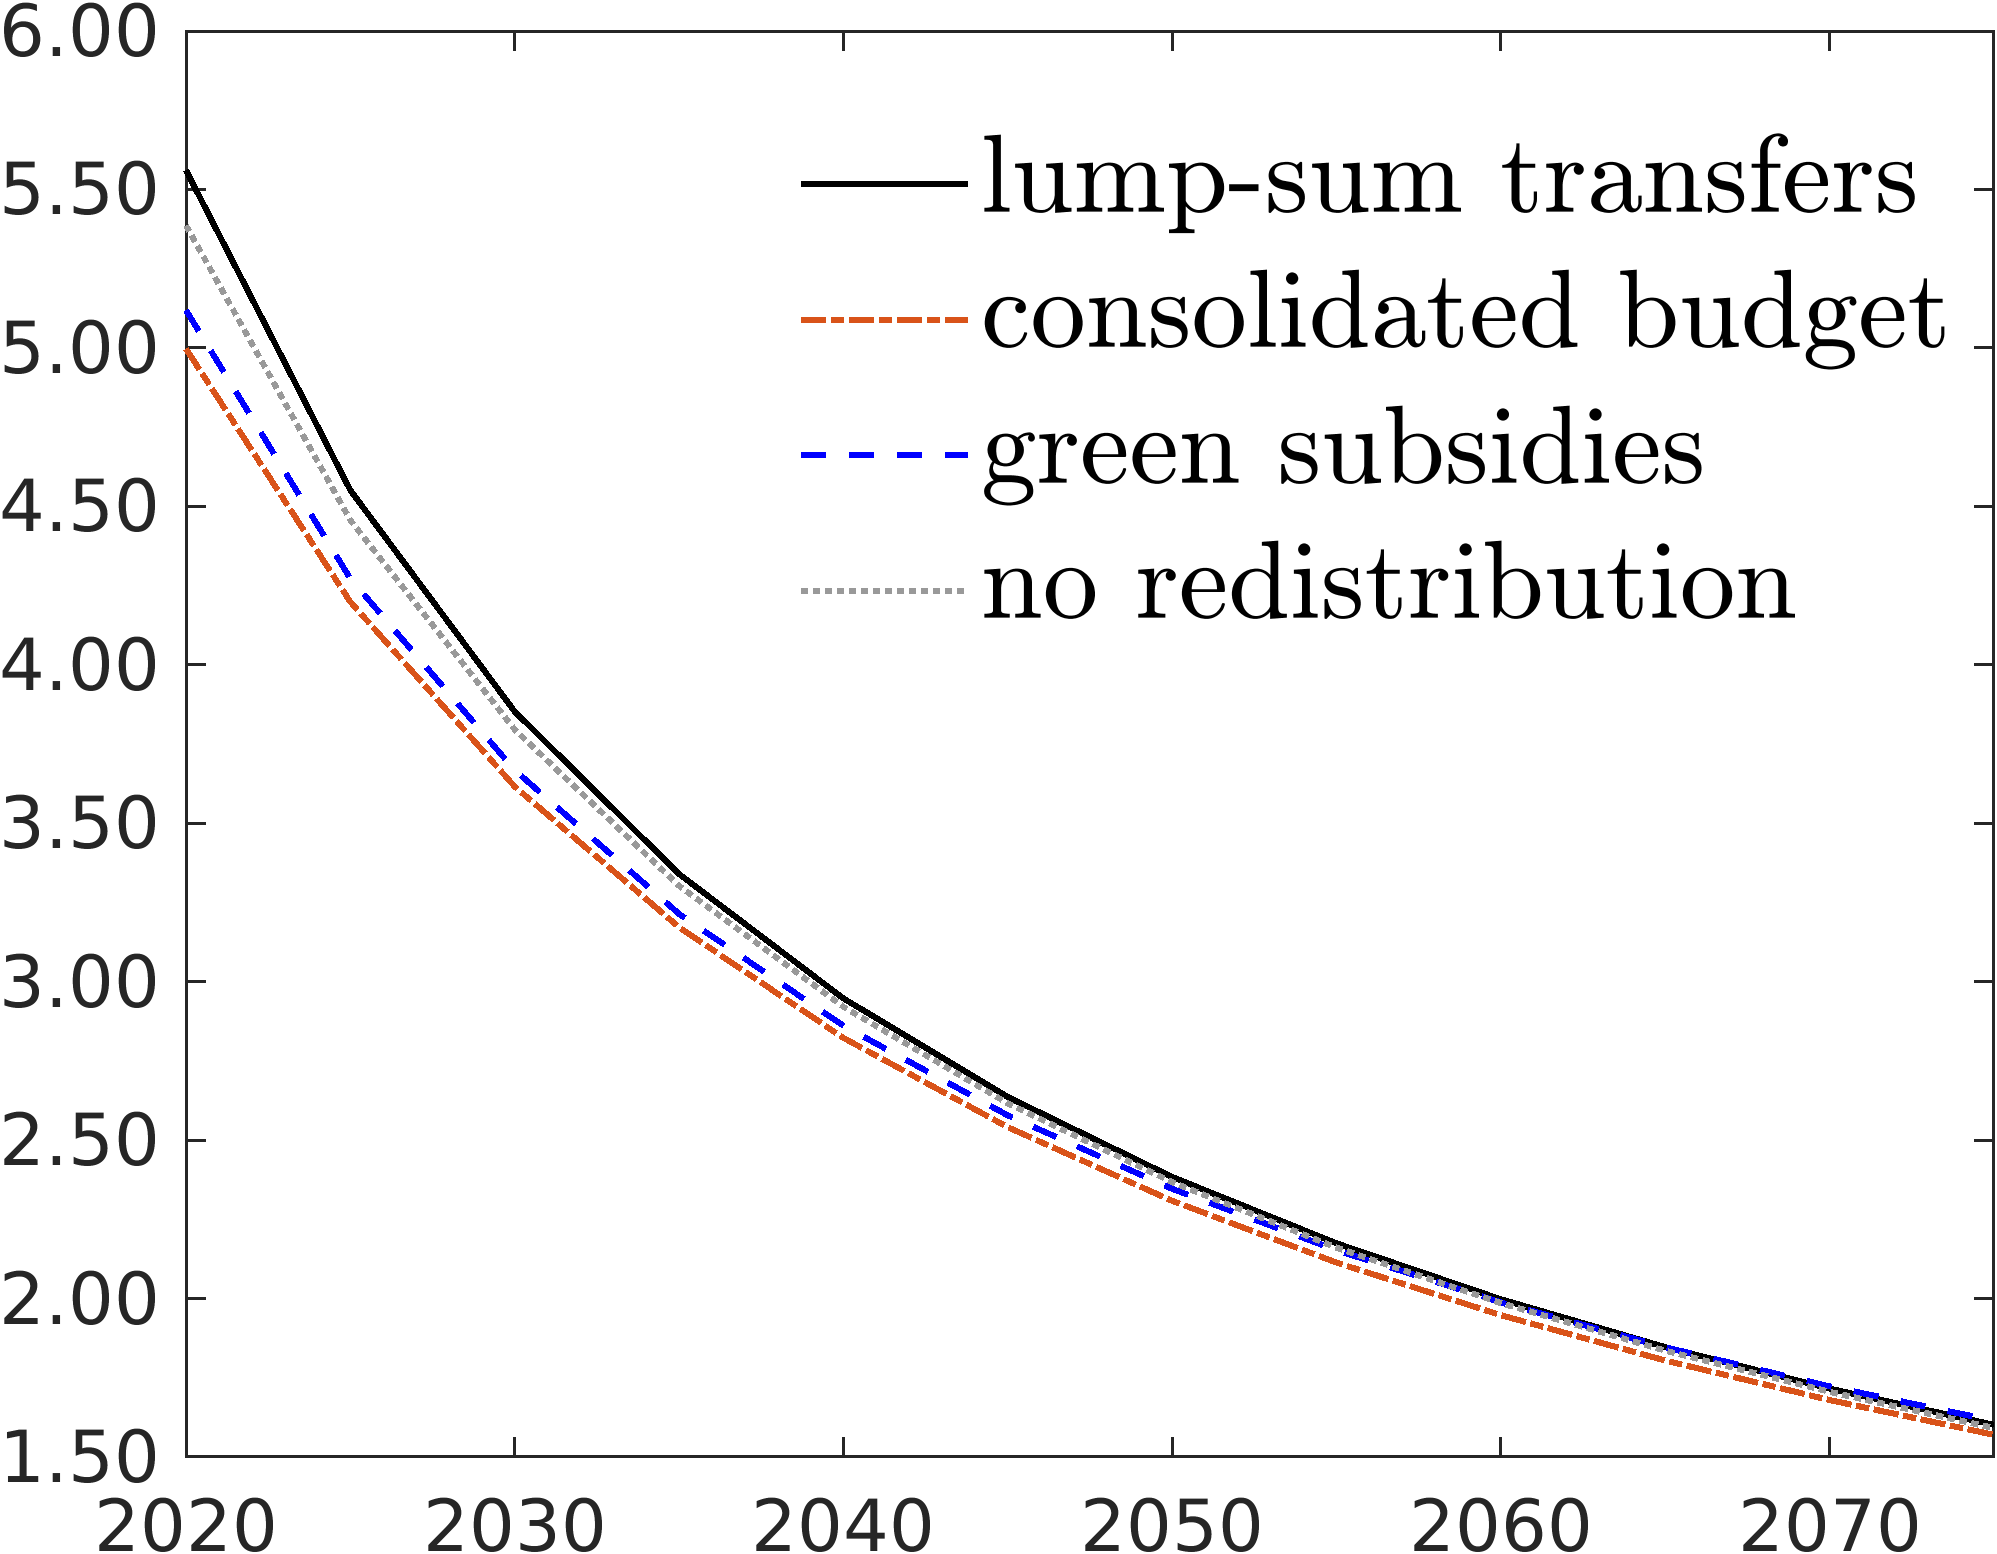 6.00
5.50
5.00
4.50
4.00
3.50
3.00
2.50
2.00
1.50
lump-sum transfers
consolidated budget
green subsidies
no redistribution
2020 2030 2040 2050 2060 2070